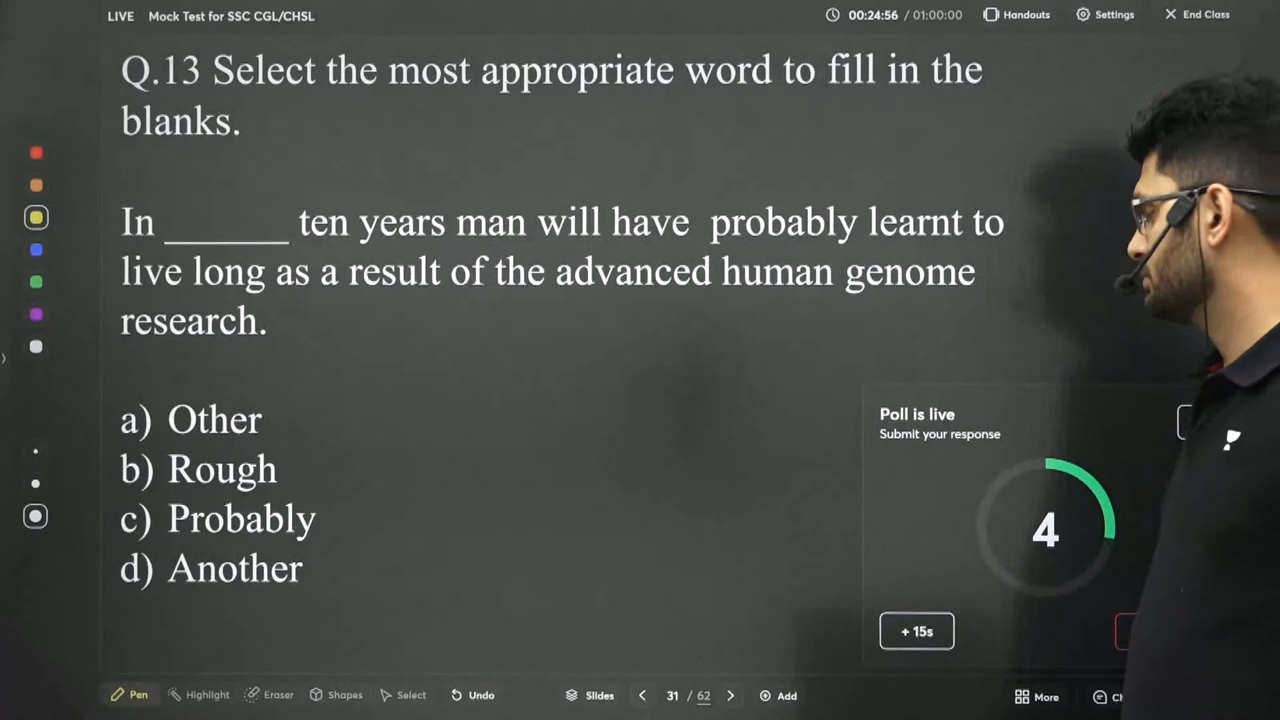 LIVE Mock Test for SSC CGL/CHSL 00:24:56 / 01:00:00 Handouts Settings End Class
Q.13 Select the most appropriate word to fill in the
blanks.
In ______ ten years man will have probably learnt to
live long as a result of the advanced human genome
research.
a) Other
b) Rough
c) Probably
d) Another
Poll is live
Submit your response
4
+ 15s
Pen Highlight Eraser Shapes Select Undo Slides 31 / 62 Add More